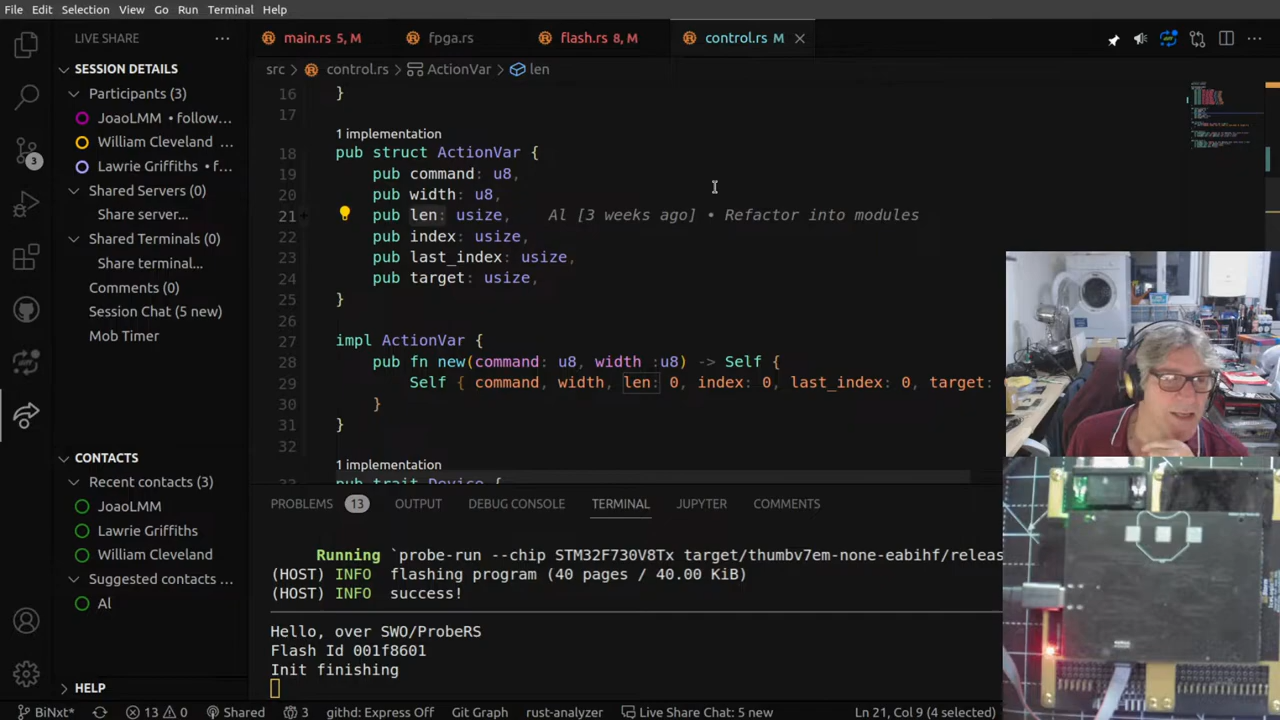 File Edit Selection View Go Run Terminal Help
LIVE SHARE ...
SESSION DETAILS
Participants (3)
JoaoLMM • follow...
William Cleveland ...
Lawrie Griffiths • f...
Shared Servers (0)
Share server...
Shared Terminals (0)
Share terminal...
Comments (0)
Session Chat (5 new)
Mob Timer
3
CONTACTS
Recent contacts (3)
JoaoLMM
Lawrie Griffiths
William Cleveland
Suggested contacts ...
Al
HELP
main.rs 5, M
fpga.rs
flash.rs 8, M
control.rs M
src > control.rs > ActionVar > len
16 }
17
1 implementation
18 pub struct ActionVar {
19 pub command: u8,
20 pub width: u8,
21 pub len: usize, Al [3 weeks ago] • Refactor into modules
22 pub index: usize,
23 pub last_index: usize,
24 pub target: usize,
25 }
26
27 impl ActionVar {
28 pub fn new(command: u8, width :u8) -> Self {
29 Self { command, width, len: 0, index: 0, last_index: 0, target:
30 }
31 }
32
1 implementation
33 pub trait Device {
PROBLEMS 13 OUTPUT DEBUG CONSOLE TERMINAL JUPYTER COMMENTS
Running `probe-run --chip STM32F730V8Tx target/thumbv7em-none-eabihf/releas
(HOST) INFO flashing program (40 pages / 40.00 KiB)
(HOST) INFO success!
Hello, over SWO/ProbeRS
Flash Id 001f8601
Init finishing
BiNxt* 13 0 Shared 3 githd: Express Off Git Graph rust-analyzer Live Share Chat: 5 new Ln 21, Col 9 (4 selected)